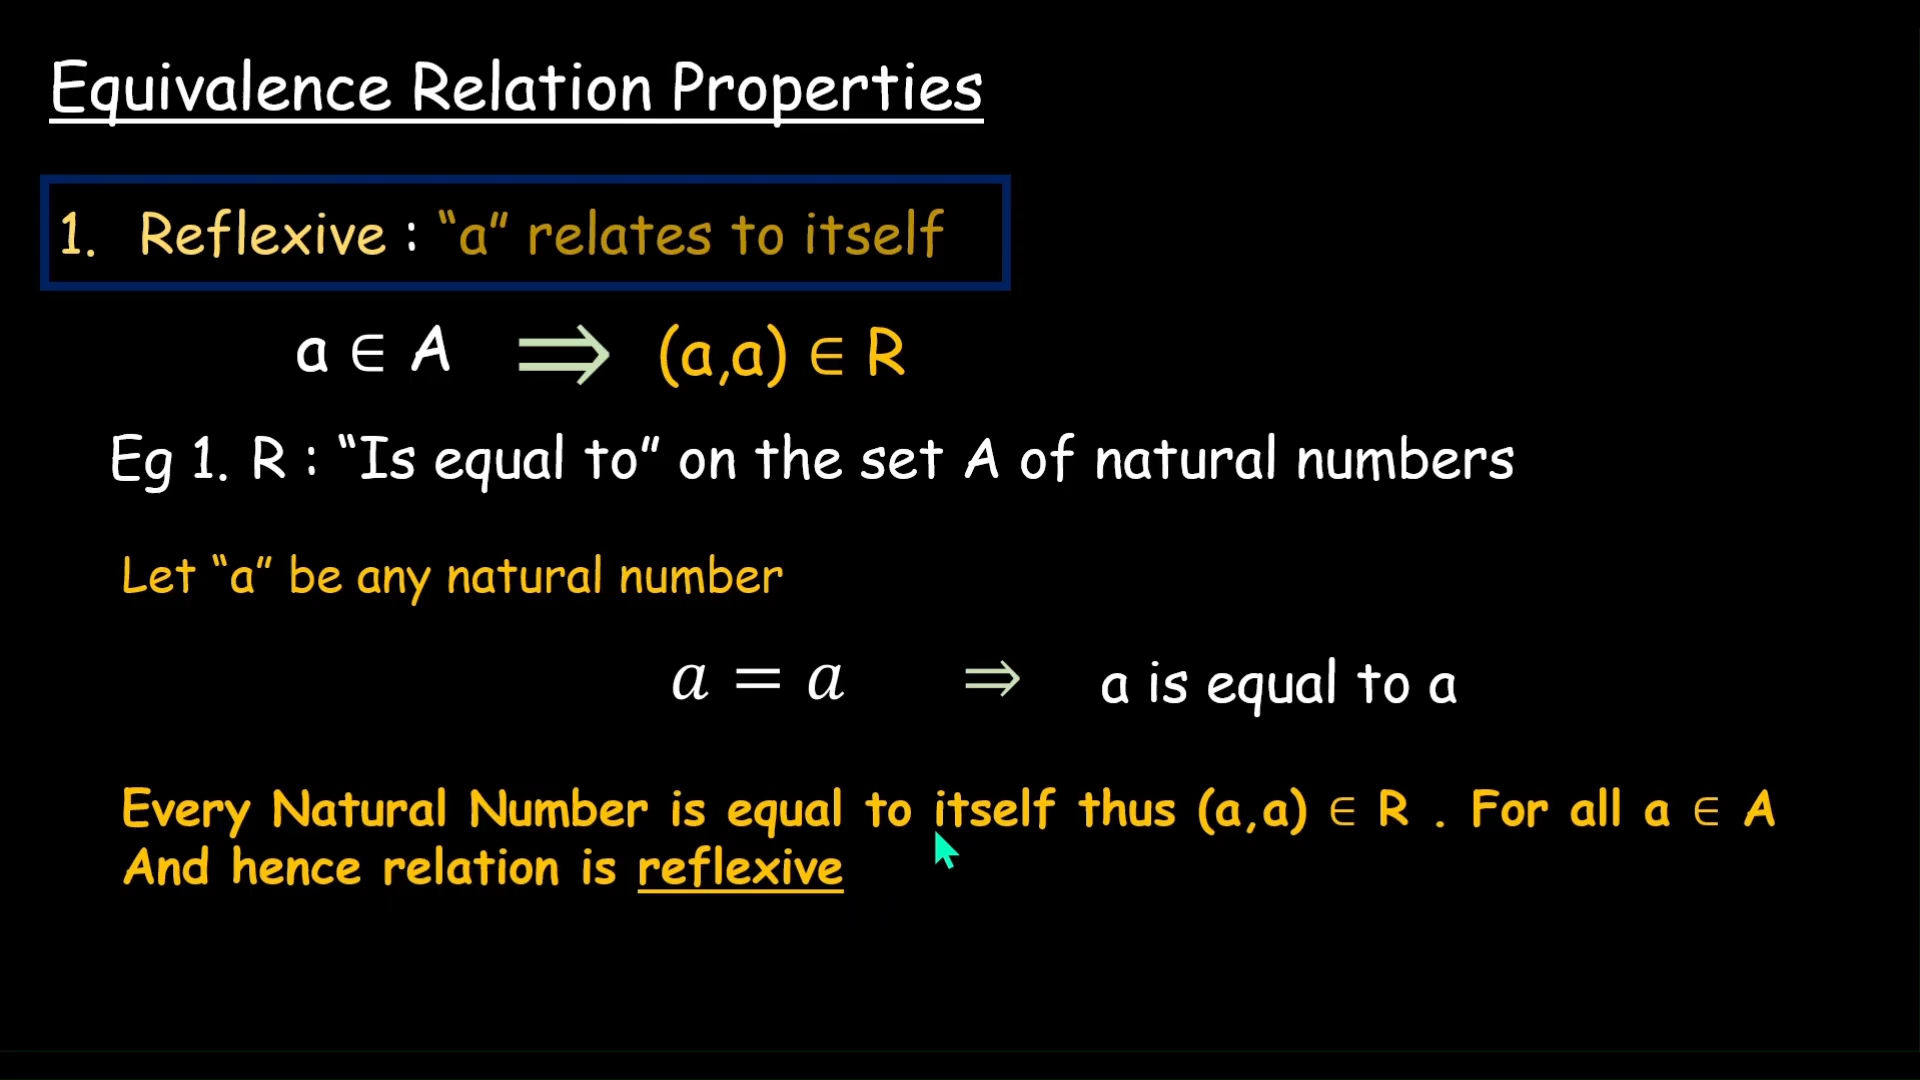 Equivalence Relation Properties
1. Reflexive : “a” relates to itself
a ∈ A ⟹ (a,a) ∈ R
Eg 1. R : “Is equal to” on the set A of natural numbers
Let “a” be any natural number
a = a ⇒ a is equal to a
Every Natural Number is equal to itself thus (a,a) ∈ R . For all a ∈ A
And hence relation is reflexive